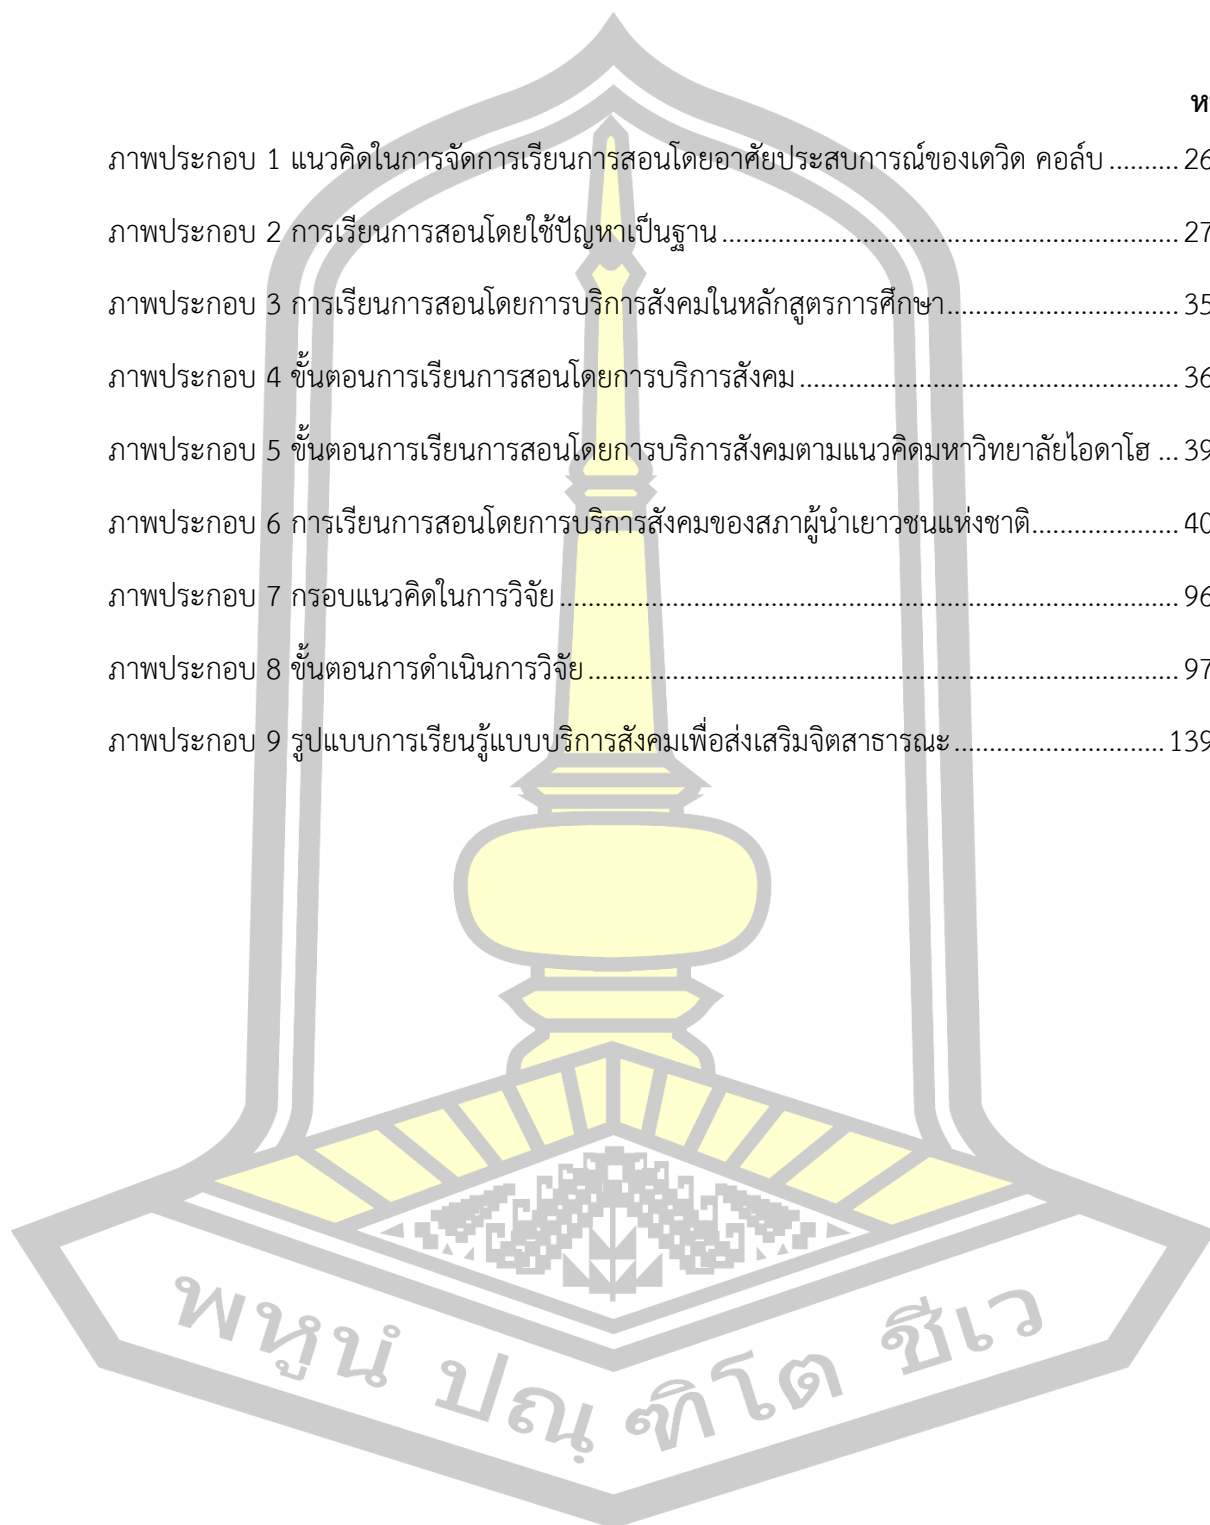 ห
ภาพประกอบ 1 แนวคิดในการจัดการเรียนการสอนโดยอาศัยประสบการณ์ของเดวิด คอล์บ .......... 26
ภาพประกอบ 2 การเรียนการสอนโดยใช้ปัญหาเป็นฐาน .......... 27
ภาพประกอบ 3 การเรียนการสอนโดยการบริการสังคมในหลักสูตรการศึกษา .......... 35
ภาพประกอบ 4 ขั้นตอนการเรียนการสอนโดยการบริการสังคม .......... 36
ภาพประกอบ 5 ขั้นตอนการเรียนการสอนโดยการบริการสังคมตามแนวคิดมหาวิทยาลัยไอดาโฮ ... 39
ภาพประกอบ 6 การเรียนการสอนโดยการบริการสังคมของสภาผู้นำเยาวชนแห่งชาติ .......... 40
ภาพประกอบ 7 กรอบแนวคิดในการวิจัย .......... 96
ภาพประกอบ 8 ขั้นตอนการดำเนินการวิจัย .......... 97
ภาพประกอบ 9 รูปแบบการเรียนรู้แบบบริการสังคมเพื่อส่งเสริมจิตสาธารณะ .......... 139
พหูนํ ปณฺฑิโต ชีเว